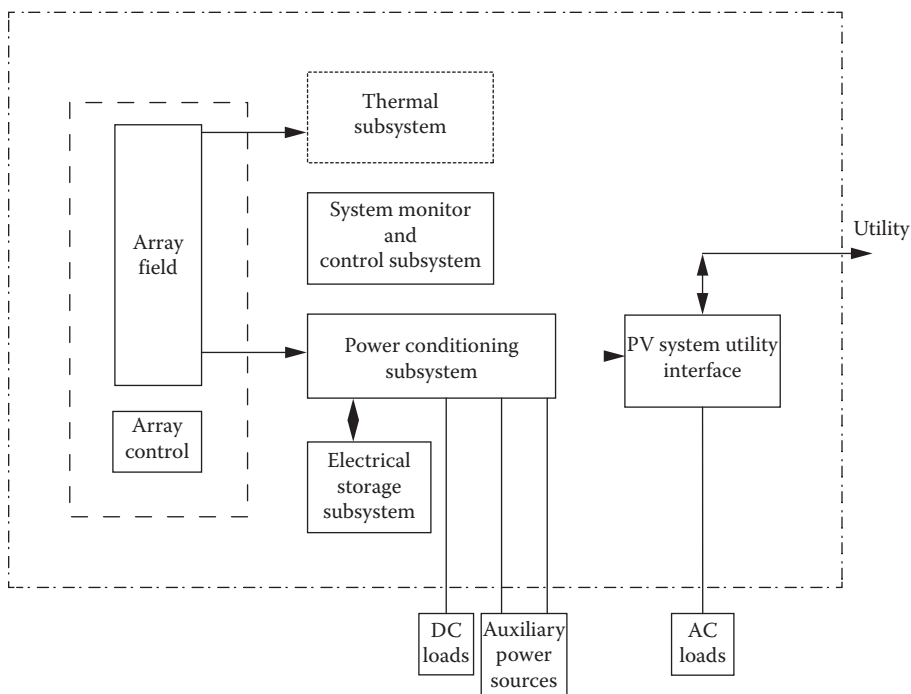 Thermal
subsystem
Array
field
System monitor
and
control subsystem
Utility
Power conditioning
subsystem
PV system utility
interface
Array
control
Electrical
storage
subsystem
DC
loads
Auxiliary
power
sources
AC
loads